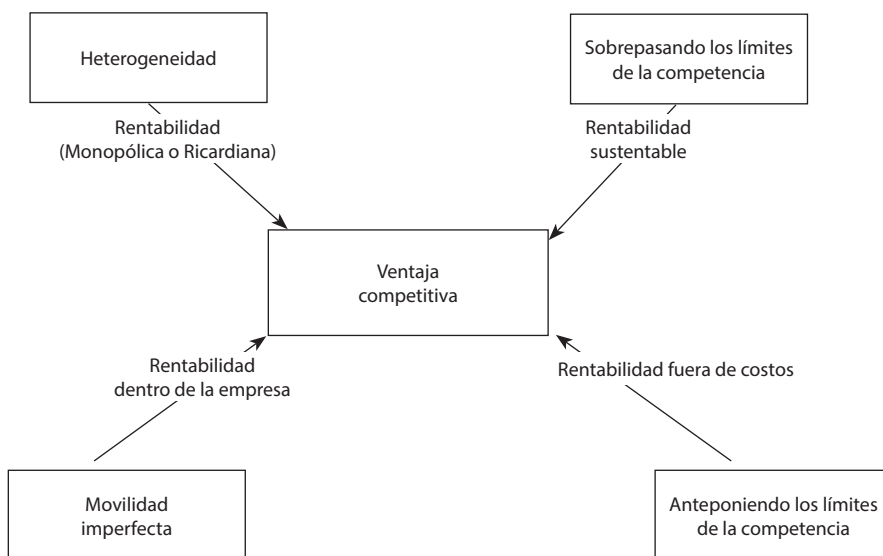 Heterogeneidad
Sobrepasando los límites
de la competencia
Rentabilidad
(Monopólica o Ricardiana)
Rentabilidad
sustentable
Ventaja
competitiva
Rentabilidad
dentro de la empresa
Rentabilidad fuera de costos
Movilidad
imperfecta
Anteponiendo los límites
de la competencia